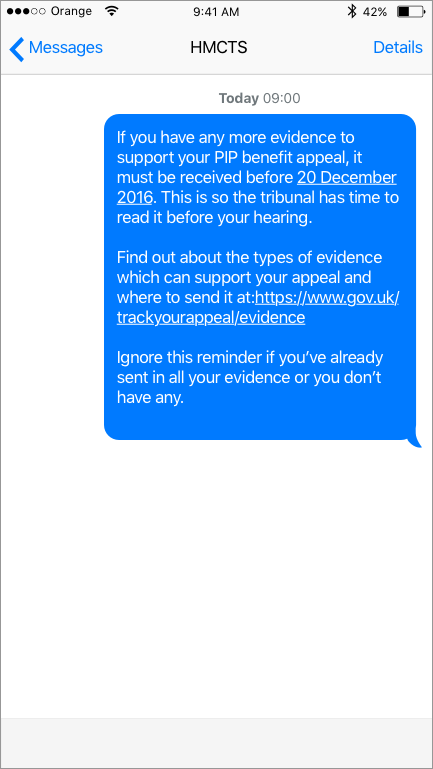 Orange 9:41 AM 42%
Messages HMCTS Details
Today 09:00
If you have any more evidence to
support your PIP benefit appeal, it
must be received before 20 December
2016. This is so the tribunal has time to
read it before your hearing.
Find out about the types of evidence
which can support your appeal and
where to send it at:https://www.gov.uk/
trackyourappeal/evidence
Ignore this reminder if you’ve already
sent in all your evidence or you don’t
have any.